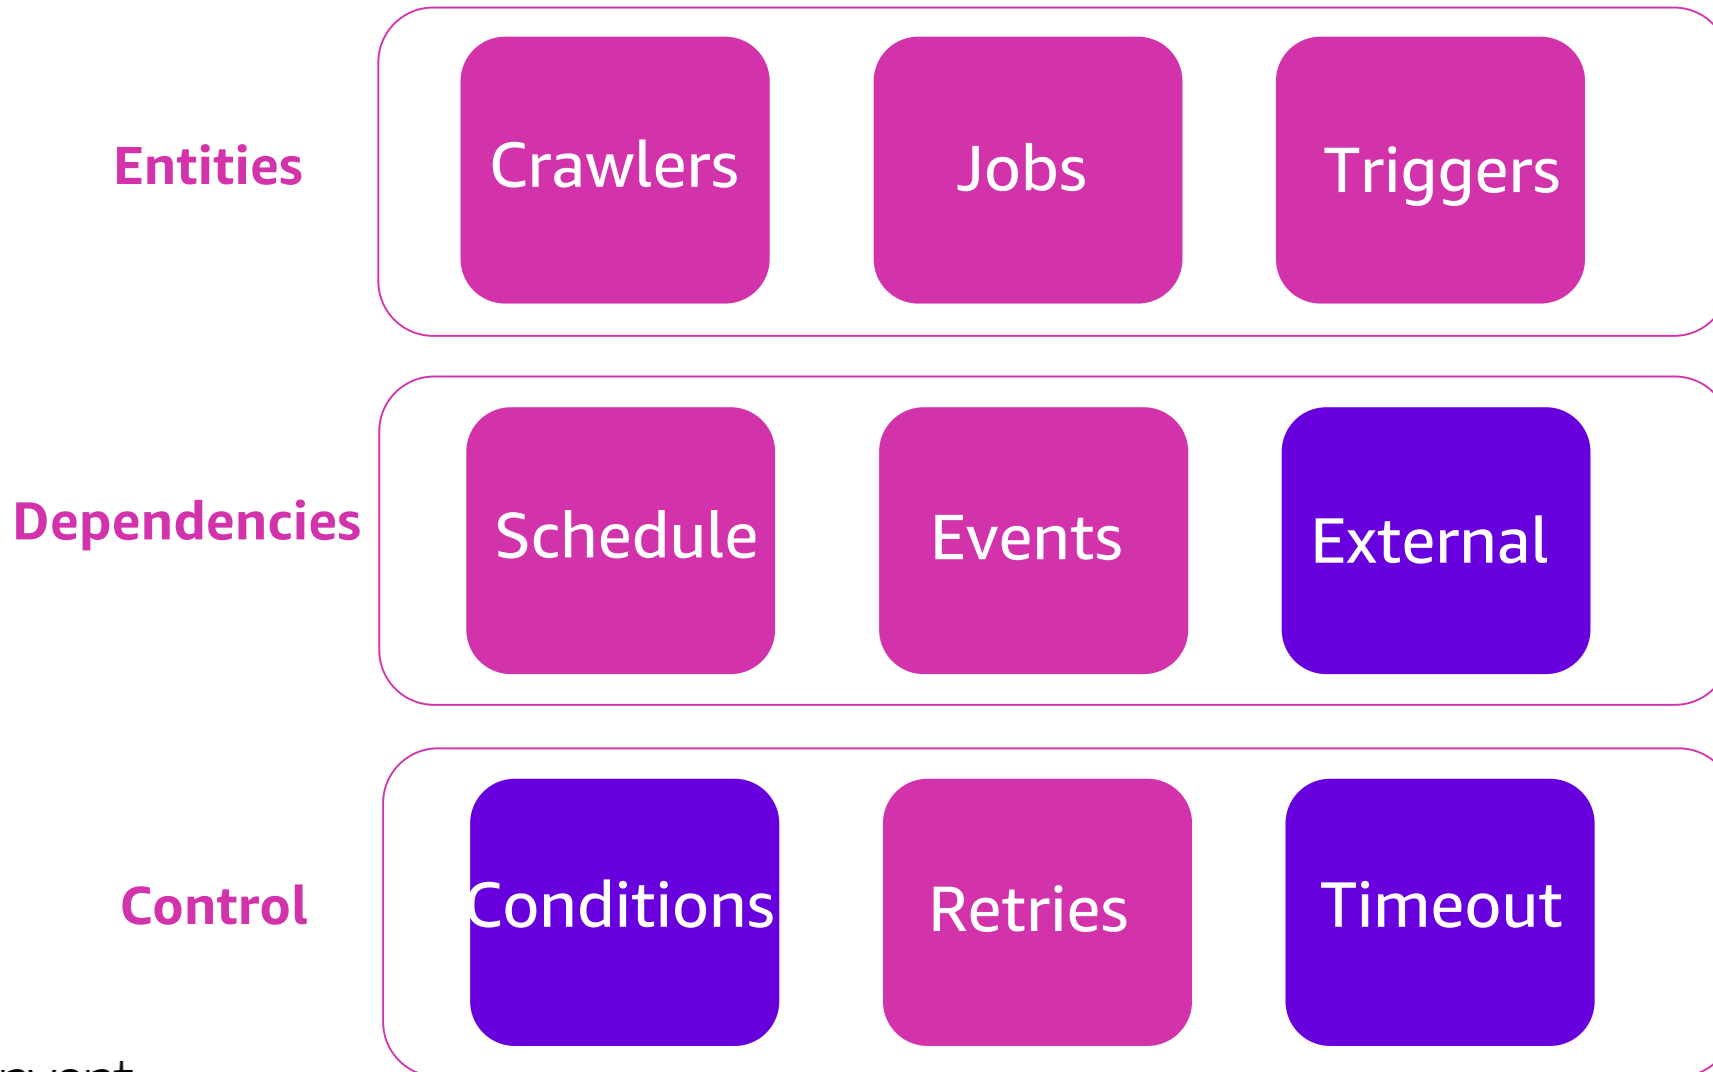 Entities
Crawlers
Jobs
Triggers
Dependencies
Schedule
Events
External
Control
Conditions
Retries
Timeout